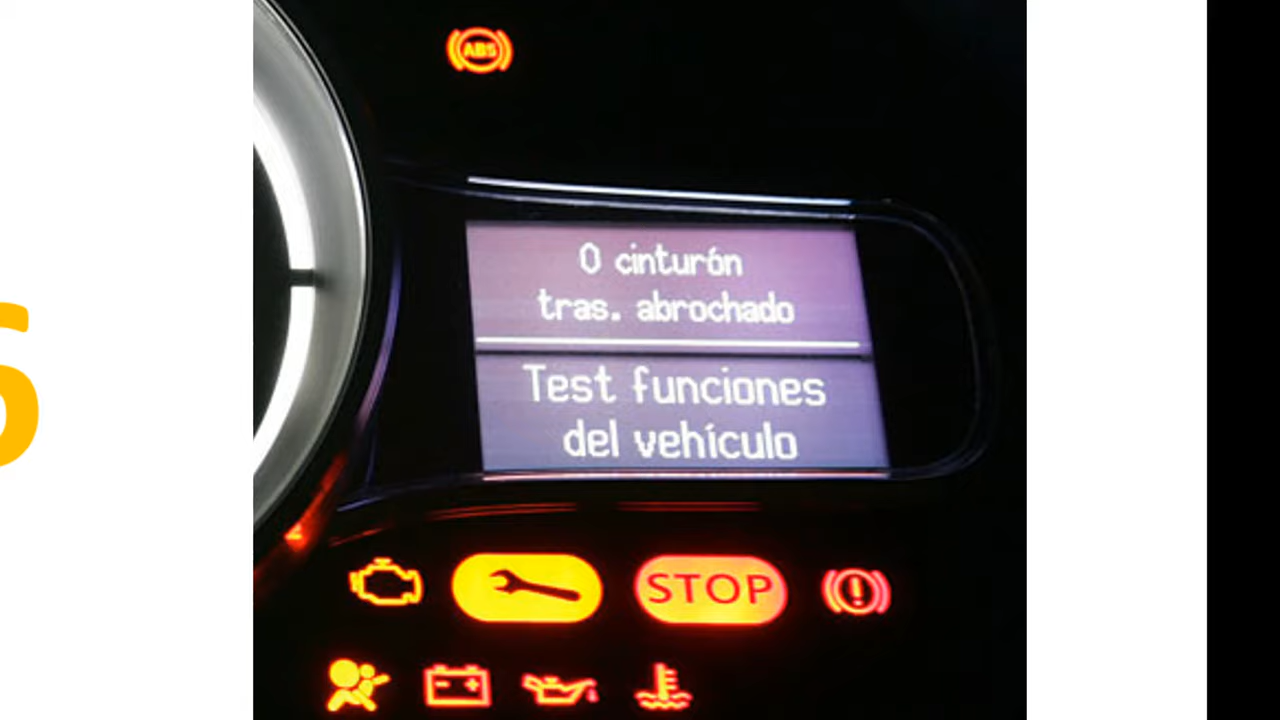 ABS
0 cinturón
tras. abrochado
Test funciones
del vehículo
STOP